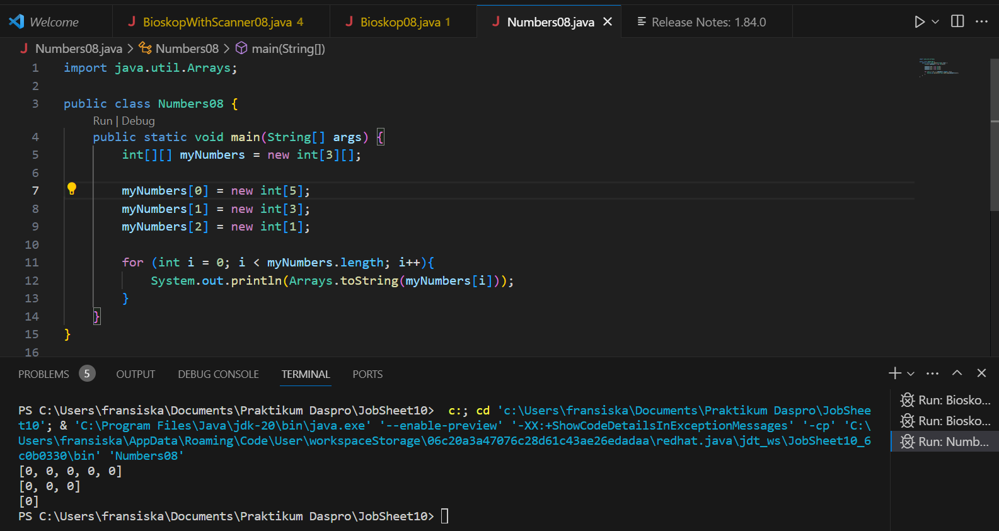 Welcome
BioskopWithScanner08.java 4
Bioskop08.java 1
Numbers08.java
Release Notes: 1.84.0
Numbers08.java > Numbers08 > main(String[])
1 import java.util.Arrays;
2
3 public class Numbers08 {
Run | Debug
4 public static void main(String[] args) {
5 int[][] myNumbers = new int[3][];
6
7 myNumbers[0] = new int[5];
8 myNumbers[1] = new int[3];
9 myNumbers[2] = new int[1];
10
11 for (int i = 0; i < myNumbers.length; i++){
12 System.out.println(Arrays.toString(myNumbers[i]));
13 }
14 }
15 }
16
PROBLEMS 5 OUTPUT DEBUG CONSOLE TERMINAL PORTS
PS C:\Users\fransiska\Documents\Praktikum Daspro\JobSheet10> c:; cd 'c:\Users\fransiska\Documents\Praktikum Daspro\JobShee
t10'; & 'C:\Program Files\Java\jdk-20\bin\java.exe' '--enable-preview' '-XX:+ShowCodeDetailsInExceptionMessages' '-cp' 'C:\
Users\fransiska\AppData\Roaming\Code\User\workspaceStorage\06c20a3a47076c28d61c43ae26edadaa\redhat.java\jdt_ws\JobSheet10_6
c0b0330\bin' 'Numbers08'
[0, 0, 0, 0, 0]
[0, 0, 0]
[0]
PS C:\Users\fransiska\Documents\Praktikum Daspro\JobSheet10>
Run: Biosko...
Run: Biosko...
Run: Numb...